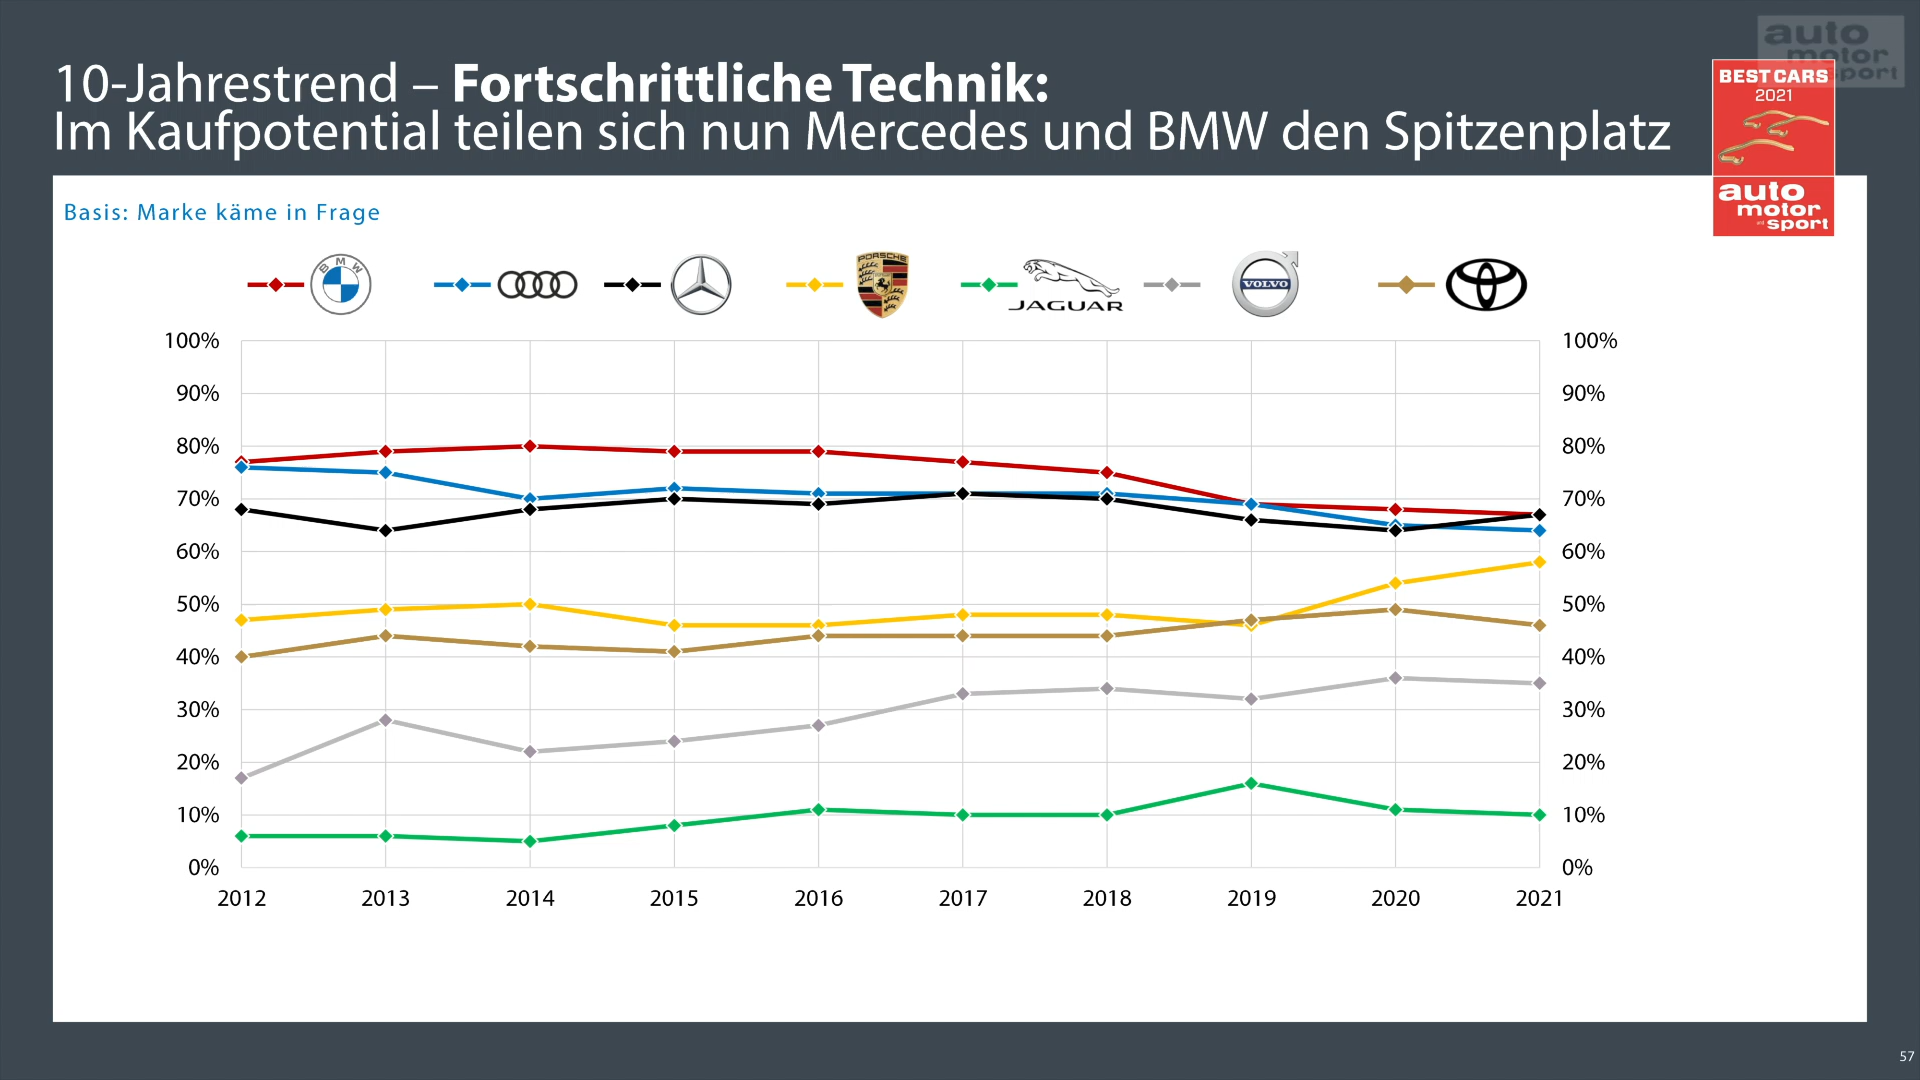 auto
motor
sport
10-Jahrestrend – Fortschrittliche Technik:
Im Kaufpotential teilen sich nun Mercedes und BMW den Spitzenplatz
BEST CARS
2021
auto
motor
sport
Basis: Marke käme in Frage
BMW
PORSCHE
JAGUAR
VOLVO
100% 100%
90% 90%
80% 80%
70% 70%
60% 60%
50% 50%
40% 40%
30% 30%
20% 20%
10% 10%
0% 0%
2012 2013 2014 2015 2016 2017 2018 2019 2020 2021
57